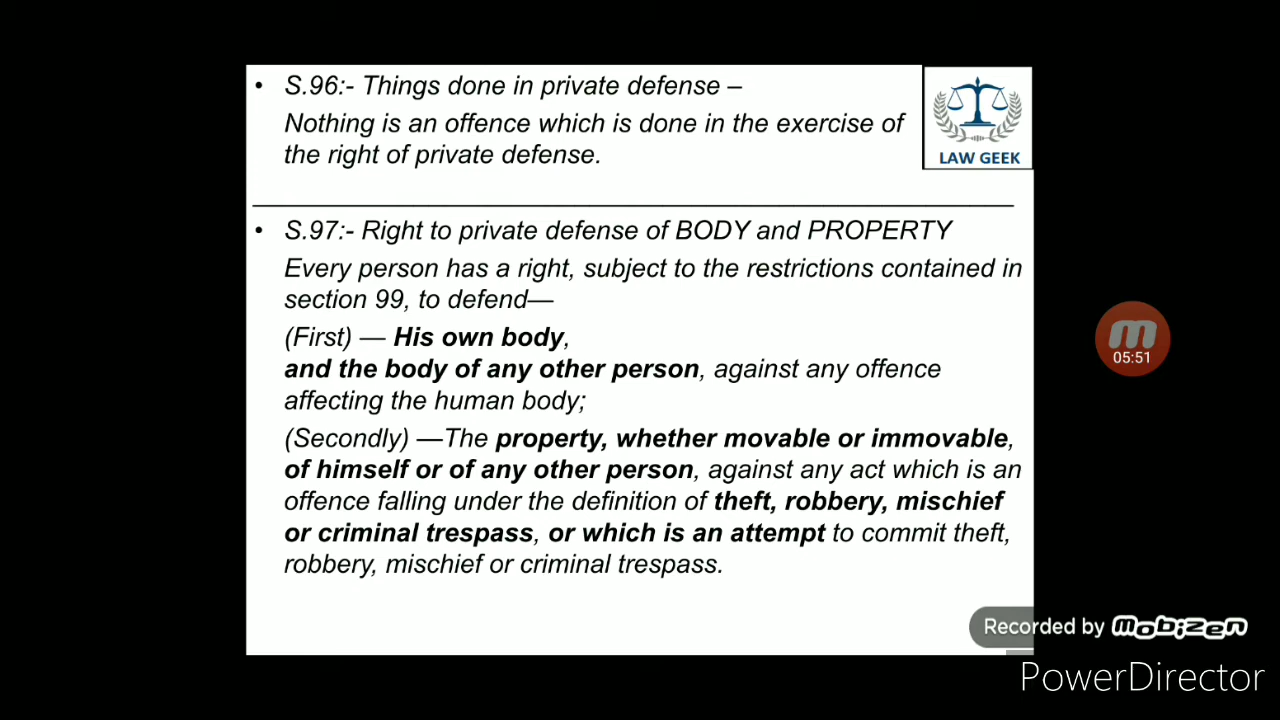 • S.96:- Things done in private defense –
Nothing is an offence which is done in the exercise of
the right of private defense.
LAW GEEK
• S.97:- Right to private defense of BODY and PROPERTY
Every person has a right, subject to the restrictions contained in
section 99, to defend—
(First) — His own body,
and the body of any other person, against any offence
affecting the human body;
(Secondly) —The property, whether movable or immovable,
of himself or of any other person, against any act which is an
offence falling under the definition of theft, robbery, mischief
or criminal trespass, or which is an attempt to commit theft,
robbery, mischief or criminal trespass.
05:51
Recorded by mobizen
PowerDirector